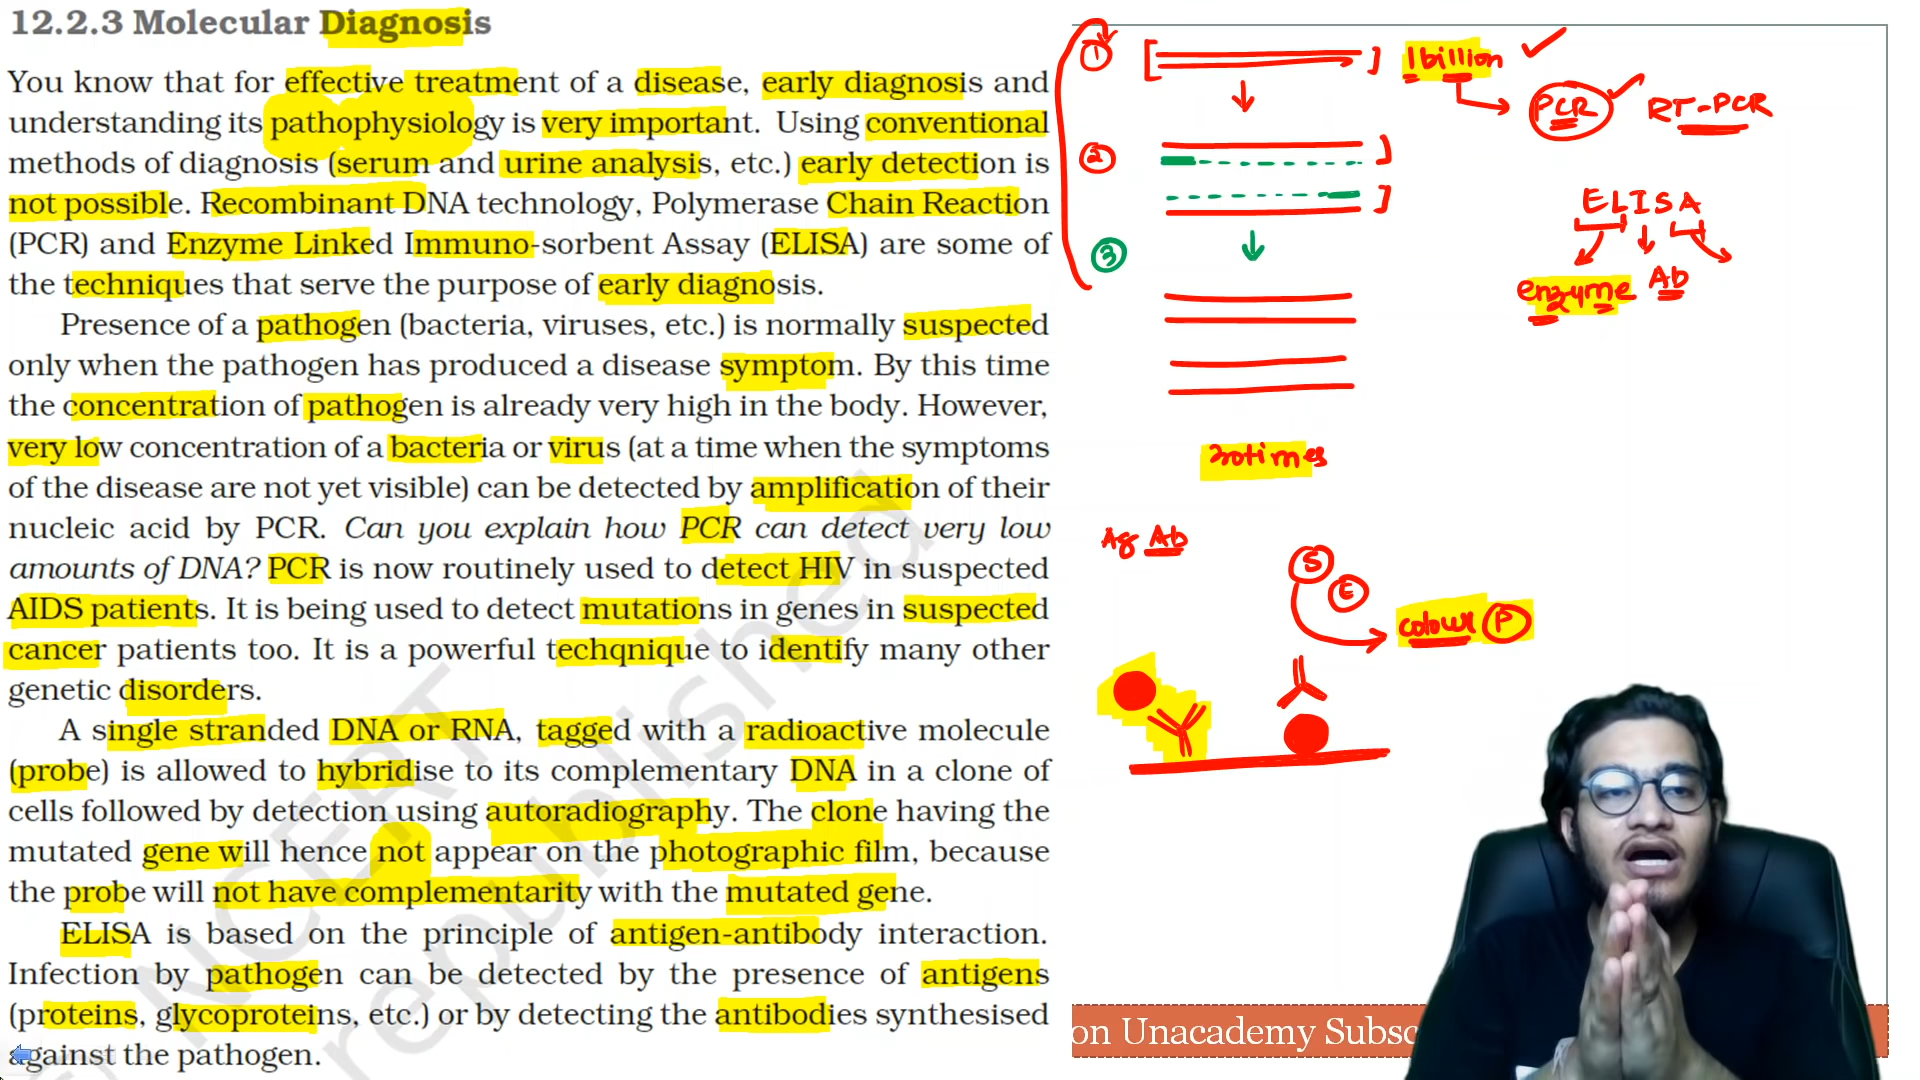 12.2.3 Molecular Diagnosis
You know that for effective treatment of a disease, early diagnosis and
understanding its pathophysiology is very important. Using conventional
methods of diagnosis (serum and urine analysis, etc.) early detection is
not possible. Recombinant DNA technology, Polymerase Chain Reaction
(PCR) and Enzyme Linked Immuno-sorbent Assay (ELISA) are some of
the techniques that serve the purpose of early diagnosis.
Presence of a pathogen (bacteria, viruses, etc.) is normally suspected
only when the pathogen has produced a disease symptom. By this time
the concentration of pathogen is already very high in the body. However,
very low concentration of a bacteria or virus (at a time when the symptoms
of the disease are not yet visible) can be detected by amplification of their
nucleic acid by PCR. Can you explain how PCR can detect very low
amounts of DNA? PCR is now routinely used to detect HIV in suspected
AIDS patients. It is being used to detect mutations in genes in suspected
cancer patients too. It is a powerful techqnique to identify many other
genetic disorders.
A single stranded DNA or RNA, tagged with a radioactive molecule
(probe) is allowed to hybridise to its complementary DNA in a clone of
cells followed by detection using autoradiography. The clone having the
mutated gene will hence not appear on the photographic film, because
the probe will not have complementarity with the mutated gene.
ELISA is based on the principle of antigen-antibody interaction.
Infection by pathogen can be detected by the presence of antigens
(proteins, glycoproteins, etc.) or by detecting the antibodies synthesised
against the pathogen.
NCERT
republished
1
1 billion
PCR RT-PCR
2
ELISA
3
enzyme Ab
30times
Ag Ab
S
E
colour P
on Unacademy Subsc